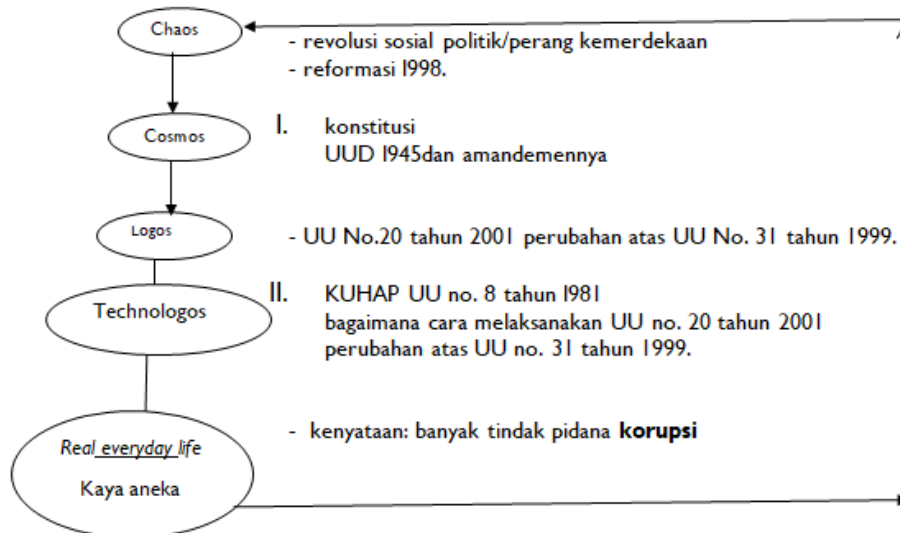 Chaos
- revolusi sosial politik/perang kemerdekaan
- reformasi 1998.
Cosmos
I. konstitusi
UUD 1945dan amandemennya
Logos
- UU No.20 tahun 2001 perubahan atas UU No. 31 tahun 1999.
Technologos
II. KUHAP UU no. 8 tahun 1981
bagaimana cara melaksanakan UU no. 20 tahun 2001
perubahan atas UU no. 31 tahun 1999.
Real everyday life
Kaya aneka
- kenyataan: banyak tindak pidana korupsi